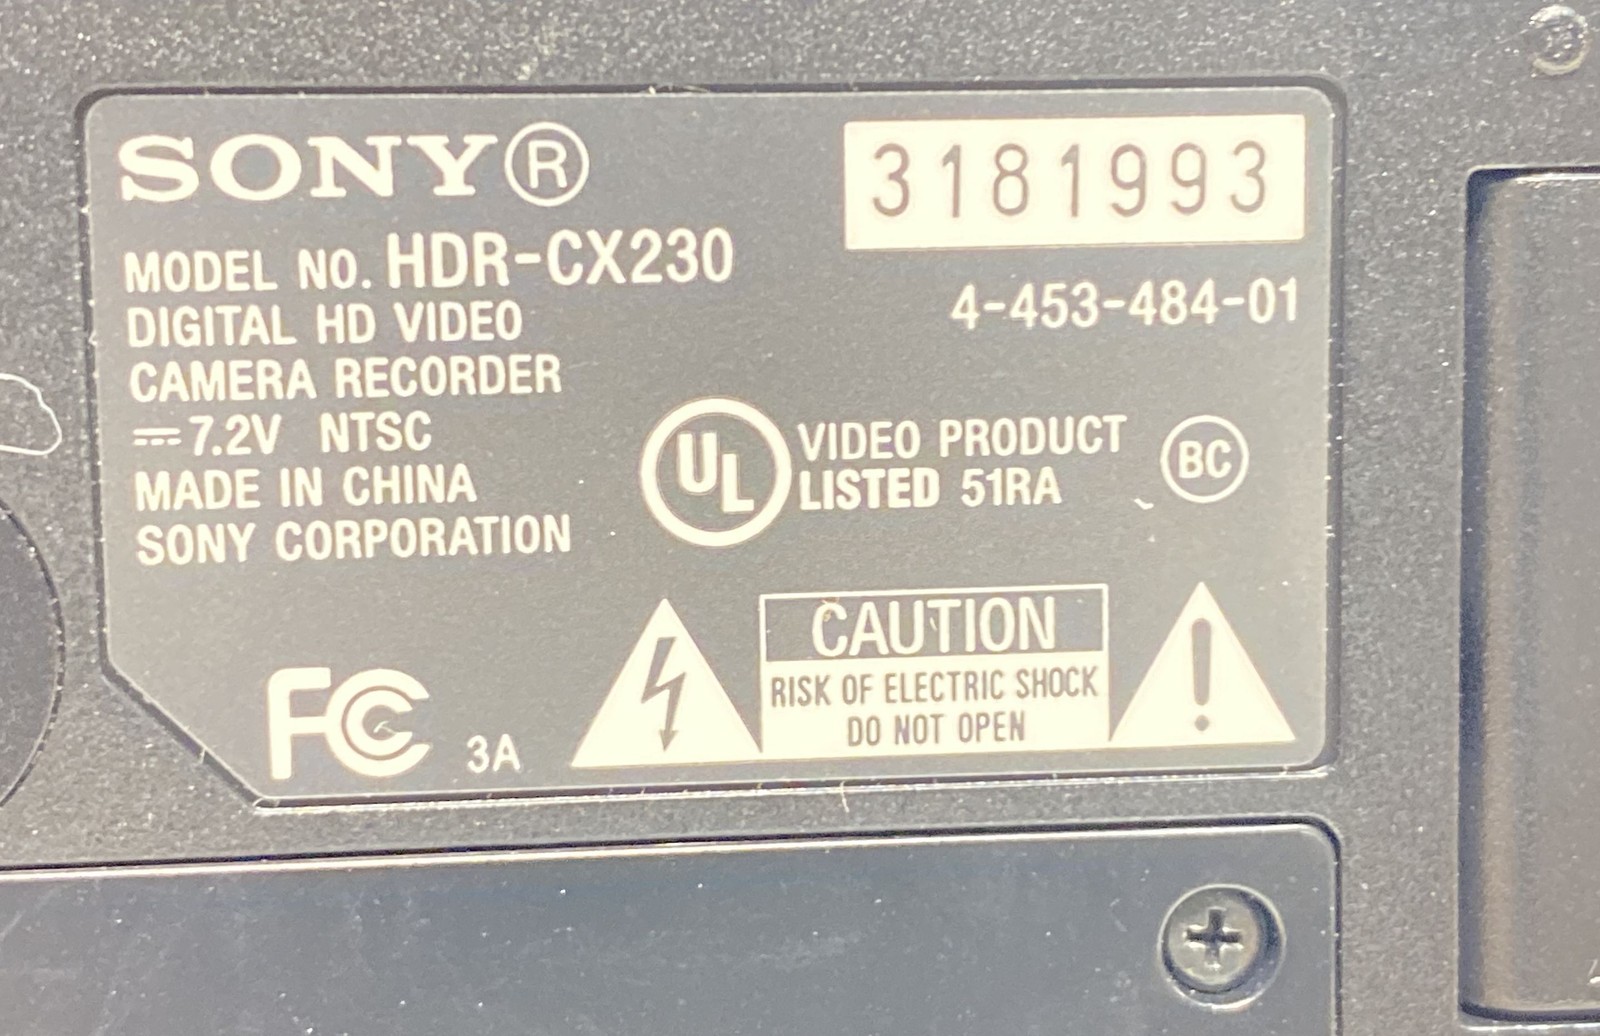 SONY®
3181993
MODEL NO. HDR-CX230
4-453-484-01
DIGITAL HD VIDEO
CAMERA RECORDER
⎓7.2V NTSC
MADE IN CHINA
SONY CORPORATION
UL
VIDEO PRODUCT
LISTED 51RA
BC
FC 3A
CAUTION
RISK OF ELECTRIC SHOCK
DO NOT OPEN